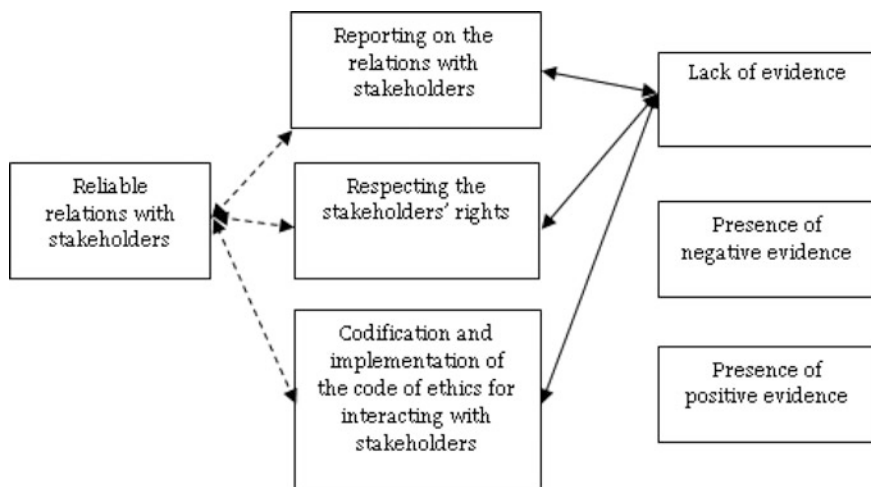 Reliable
relations with
stakeholders
Reporting on the
relations with
stakeholders
Respecting the
stakeholders’ rights
Codification and
implementation of
the code of ethics for
interacting with
stakeholders
Lack of evidence
Presence of
negative evidence
Presence of
positive evidence